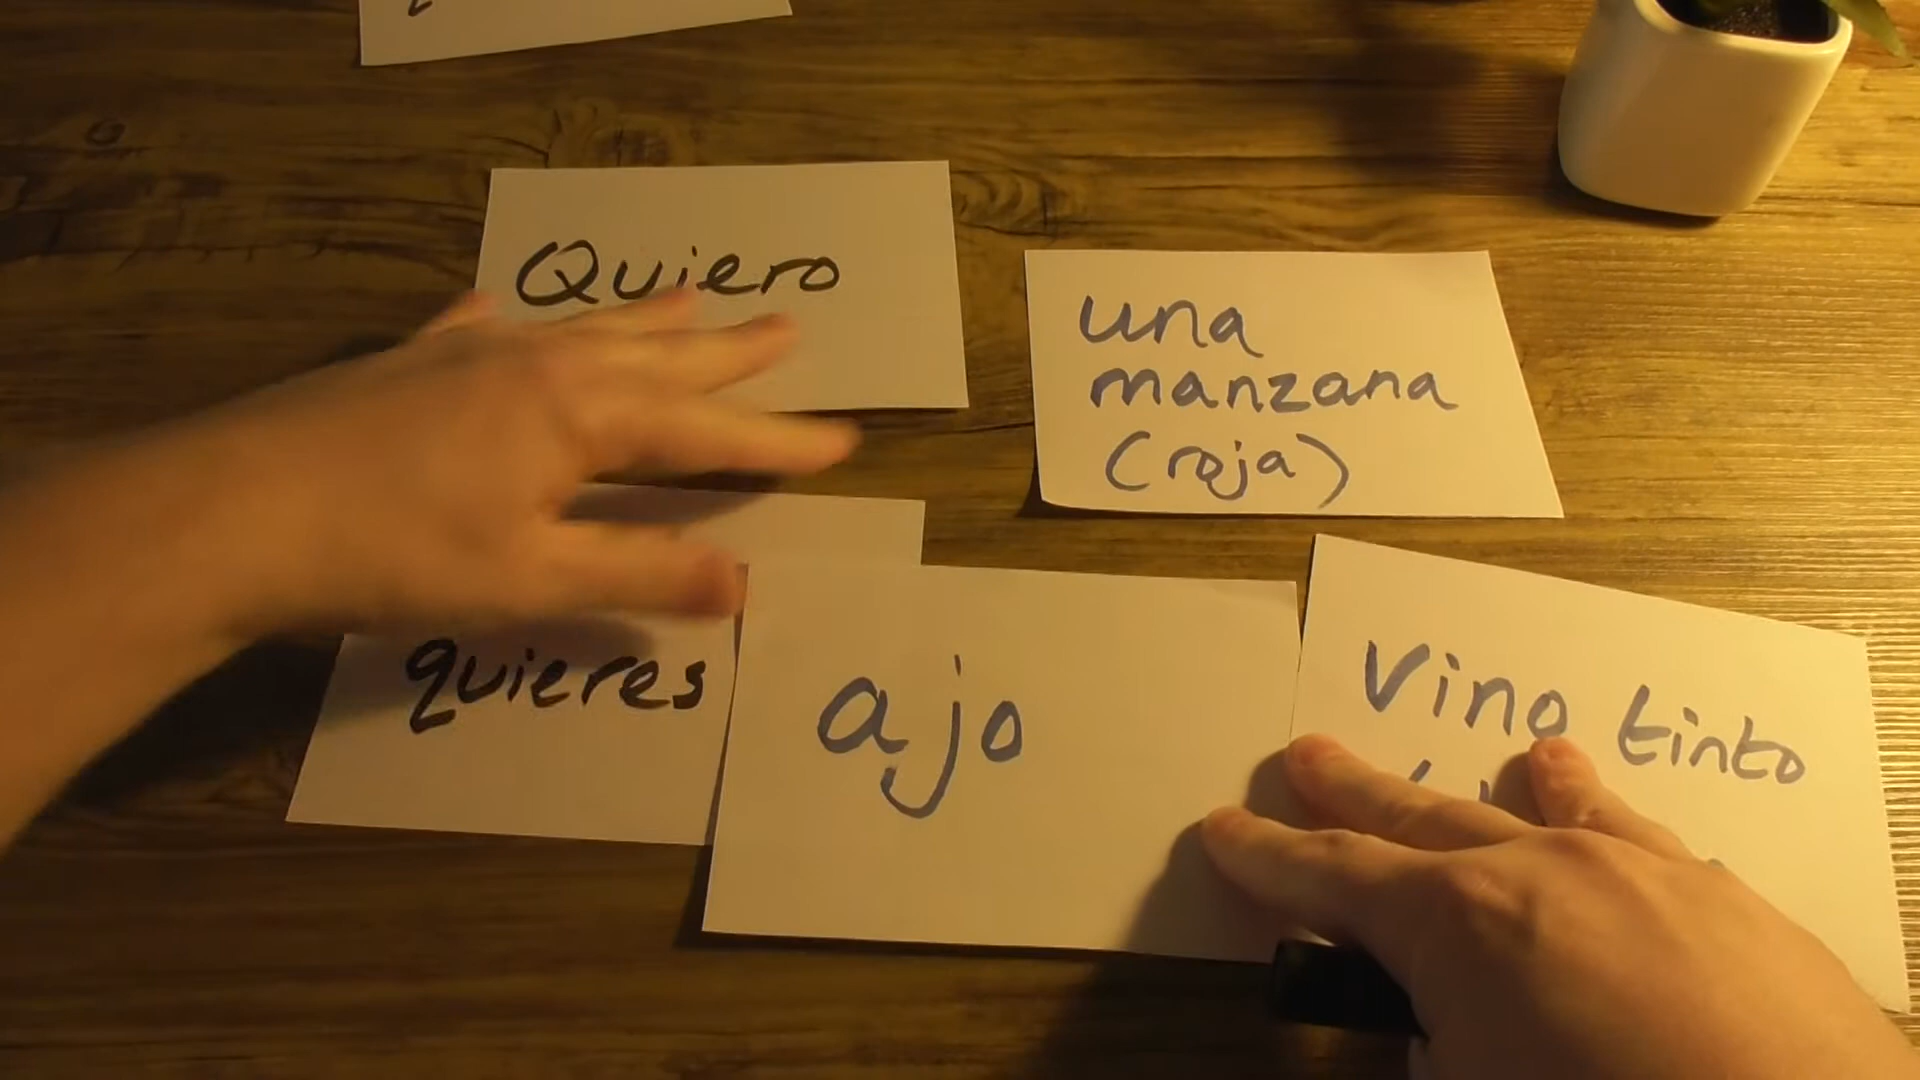 Quiero
una
manzana
(roja)
quieres
ajo
Vino tinto